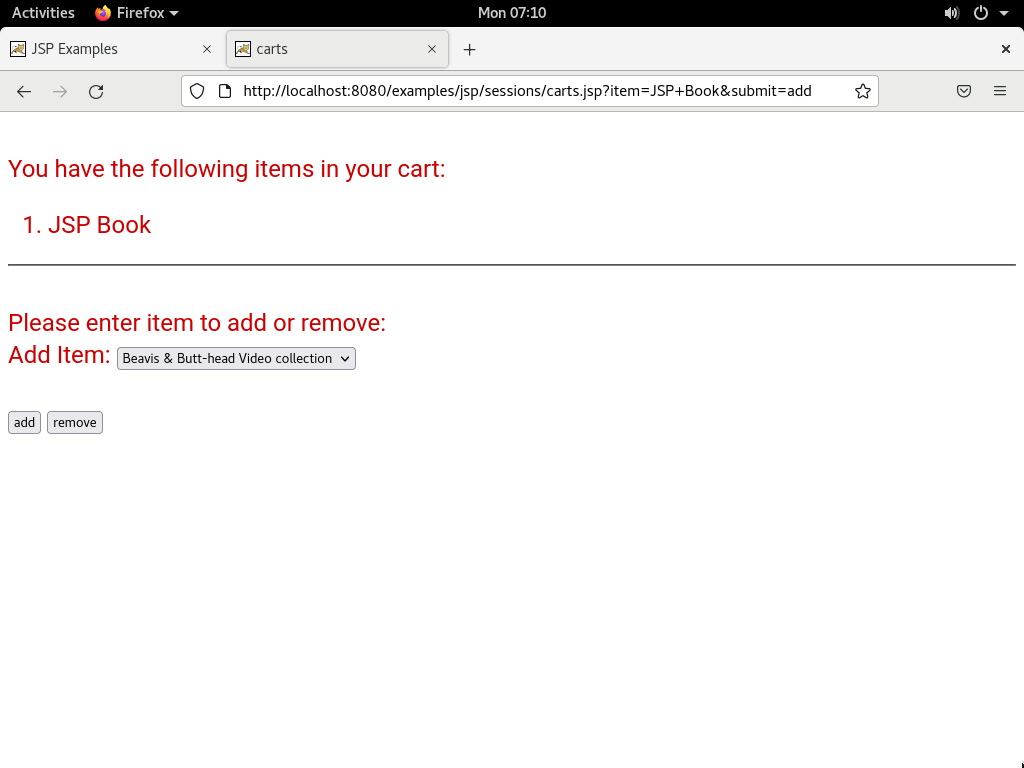 Activities Firefox Mon 07:10
JSP Examples carts
http://localhost:8080/examples/jsp/sessions/carts.jsp?item=JSP+Book&submit=add
You have the following items in your cart:
1. JSP Book
Please enter item to add or remove:
Add Item: Beavis & Butt-head Video collection
add remove